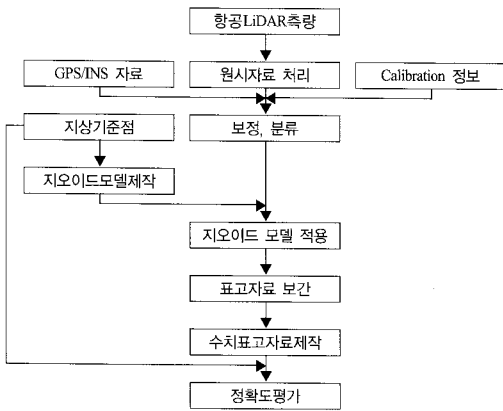 항공LiDAR측량
GPS/INS 자료
원시자료 처리
Calibration 정보
지상기준점
보정, 분류
지오이드모델제작
지오이드 모델 적용
표고자료 보간
수치표고자료제작
정확도평가